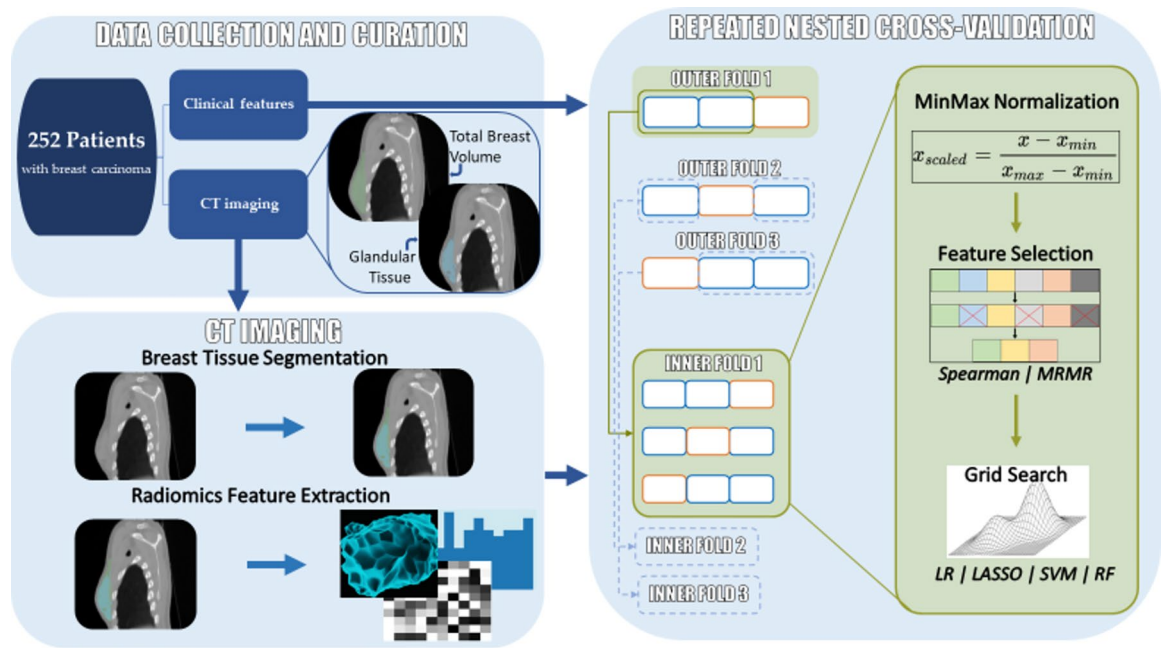 DATA COLLECTION AND CURATION
252 Patients
with breast carcinoma
Clinical features
CT imaging
Total Breast
Volume
Glandular
Tissue
CT IMAGING
Breast Tissue Segmentation
Radiomics Feature Extraction
REPEATED NESTED CROSS-VALIDATION
OUTER FOLD 1
OUTER FOLD 2
OUTER FOLD 3
INNER FOLD 1
INNER FOLD 2
INNER FOLD 3
MinMax Normalization
x_scaled = (x − x_min) / (x_max − x_min)
Feature Selection
Spearman | MRMR
Grid Search
LR | LASSO | SVM | RF